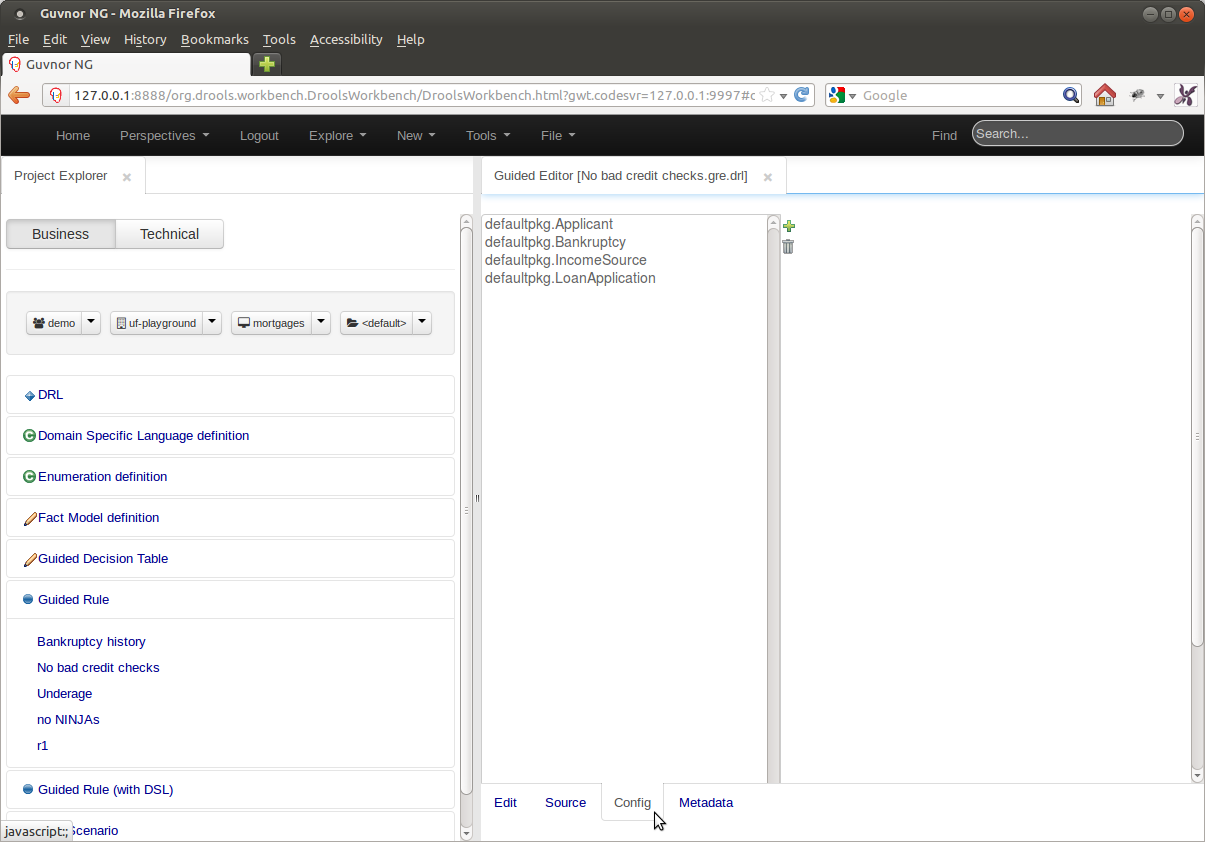 Guvnor NG - Mozilla Firefox
File Edit View History Bookmarks Tools Accessibility Help
Guvnor NG
127.0.0.1:8888/org.drools.workbench.DroolsWorkbench/DroolsWorkbench.html?gwt.codesvr=127.0.0.1:9997#c Google
Home Perspectives Logout Explore New Tools File Find Search...
Project Explorer
Guided Editor [No bad credit checks.gre.drl]
Business Technical
demo uf-playground mortgages <default>
DRL
Domain Specific Language definition
Enumeration definition
Fact Model definition
Guided Decision Table
Guided Rule
Bankruptcy history
No bad credit checks
Underage
no NINJAs
r1
Guided Rule (with DSL)
Scenario
javascript:;
defaultpkg.Applicant
defaultpkg.Bankruptcy
defaultpkg.IncomeSource
defaultpkg.LoanApplication
Edit Source Config Metadata